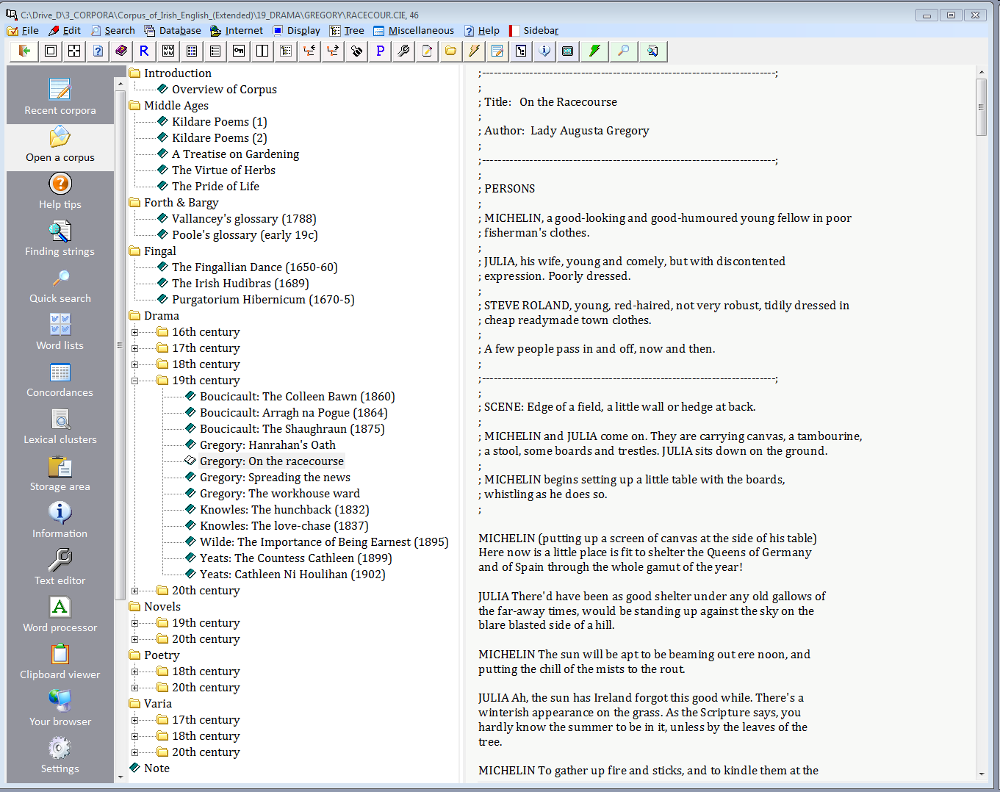 C:\Drive_D\3_CORPORA\Corpus_of_Irish_English_(Extended)\19_DRAMA\GREGORY\RACECOUR.CIE, 46
File Edit Search Database Internet Display Tree Miscellaneous Help Sidebar
R P
Recent corpora
Open a corpus
Help tips
Finding strings
Quick search
Word lists
Concordances
Lexical clusters
Storage area
Information
Text editor
Word processor
Clipboard viewer
Your browser
Settings
Introduction
Overview of Corpus
Middle Ages
Kildare Poems (1)
Kildare Poems (2)
A Treatise on Gardening
The Virtue of Herbs
The Pride of Life
Forth & Bargy
Vallancey's glossary (1788)
Poole's glossary (early 19c)
Fingal
The Fingallian Dance (1650-60)
The Irish Hudibras (1689)
Purgatorium Hibernicum (1670-5)
Drama
16th century
17th century
18th century
19th century
Boucicault: The Colleen Bawn (1860)
Boucicault: Arragh na Pogue (1864)
Boucicault: The Shaughraun (1875)
Gregory: Hanrahan's Oath
Gregory: On the racecourse
Gregory: Spreading the news
Gregory: The workhouse ward
Knowles: The hunchback (1832)
Knowles: The love-chase (1837)
Wilde: The Importance of Being Earnest (1895)
Yeats: The Countess Cathleen (1899)
Yeats: Cathleen Ni Houlihan (1902)
20th century
Novels
19th century
20th century
Poetry
18th century
20th century
Varia
17th century
18th century
20th century
Note
;---------------------------------------------------------------------------;
;
; Title: On the Racecourse
;
; Author: Lady Augusta Gregory
;
;---------------------------------------------------------------------------;
;
; PERSONS
;
; MICHELIN, a good-looking and good-humoured young fellow in poor
; fisherman's clothes.
;
; JULIA, his wife, young and comely, but with discontented
; expression. Poorly dressed.
;
; STEVE ROLAND, young, red-haired, not very robust, tidily dressed in
; cheap readymade town clothes.
;
; A few people pass in and off, now and then.
;
;---------------------------------------------------------------------------;
;
; SCENE: Edge of a field, a little wall or hedge at back.
;
; MICHELIN and JULIA come on. They are carrying canvas, a tambourine,
; a stool, some boards and trestles. JULIA sits down on the ground.
;
; MICHELIN begins setting up a little table with the boards,
; whistling as he does so.
;
MICHELIN (putting up a screen of canvas at the side of his table)
Here now is a little place is fit to shelter the Queens of Germany
and of Spain through the whole gamut of the year!
JULIA There'd have been as good shelter under any old gallows of
the far-away times, would be standing up against the sky on the
blare blasted side of a hill.
MICHELIN The sun will be apt to be beaming out ere noon, and
putting the chill of the mists to the rout.
JULIA Ah, the sun has Ireland forgot this good while. There's a
winterish appearance on the grass. As the Scripture says, you
hardly know the summer to be in it, unless by the leaves of the
tree.
MICHELIN To gather up fire and sticks, and to kindle them at the